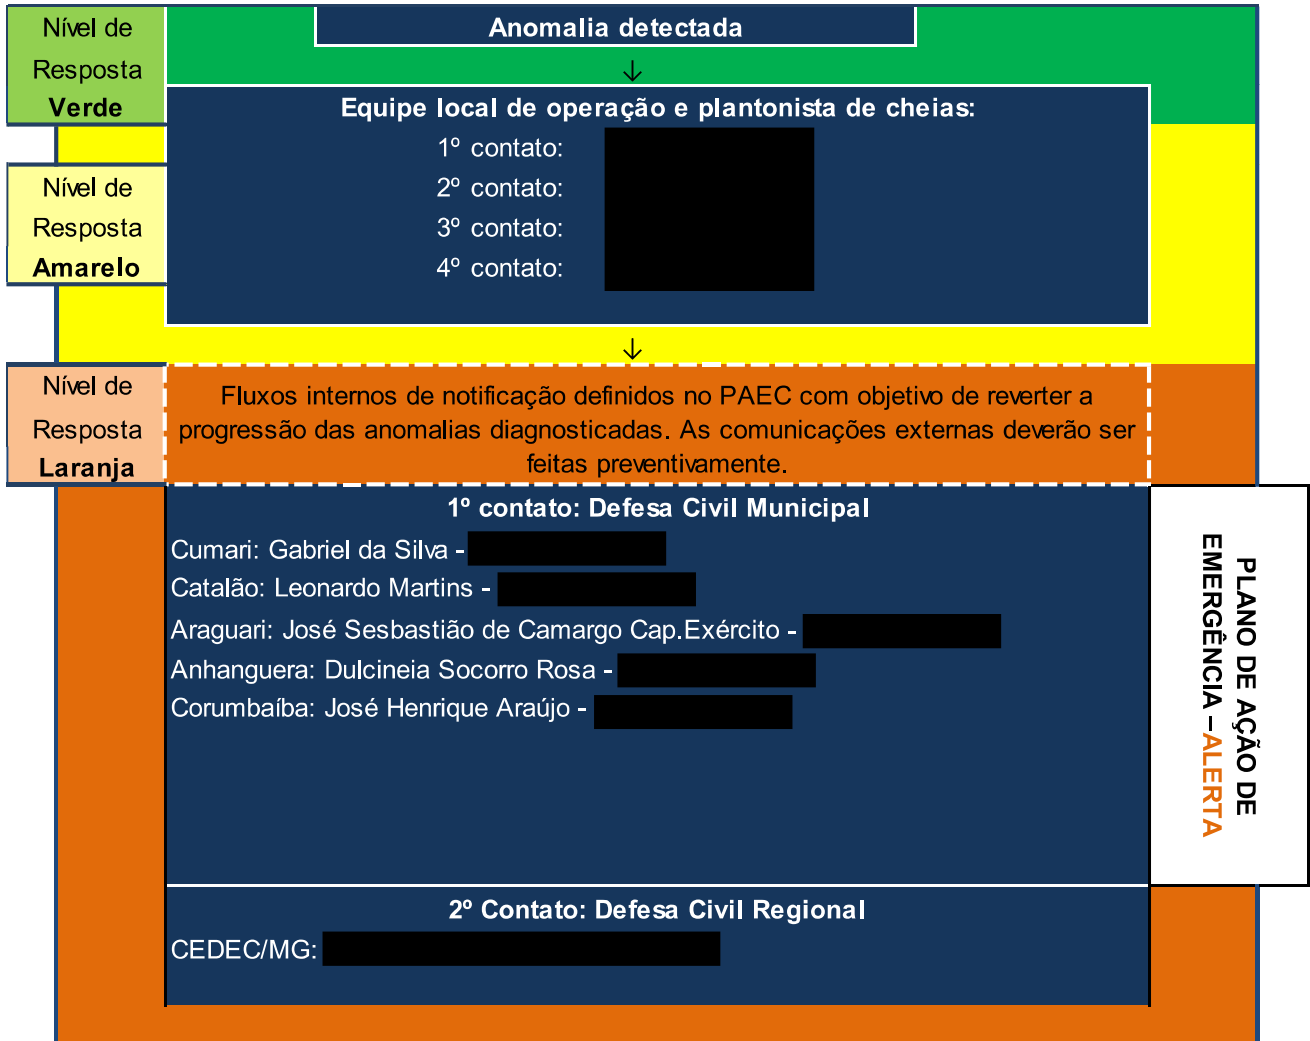 Nível de
Resposta
Verde
Anomalia detectada
↓
Equipe local de operação e plantonista de cheias:
1º contato:
2º contato:
3º contato:
4º contato:
Nível de
Resposta
Amarelo
↓
Nível de
Resposta
Laranja
Fluxos internos de notificação definidos no PAEC com objetivo de reverter a
progressão das anomalias diagnosticadas. As comunicações externas deverão ser
feitas preventivamente.
1º contato: Defesa Civil Municipal
Cumari: Gabriel da Silva -
Catalão: Leonardo Martins -
Araguari: José Sesbastião de Camargo Cap.Exército -
Anhanguera: Dulcineia Socorro Rosa -
Corumbaíba: José Henrique Araújo -
PLANO DE AÇÃO DE
EMERGÊNCIA – ALERTA
2º Contato: Defesa Civil Regional
CEDEC/MG: